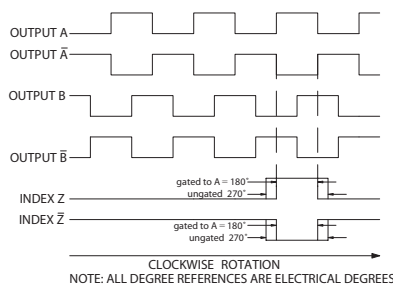 OUTPUT A
OUTPUT A̅
OUTPUT B
OUTPUT B̅
gated to A = 180°
ungated 270°
INDEX Z
INDEX Z̅
gated to A = 180°
ungated 270°
CLOCKWISE ROTATION
NOTE: ALL DEGREE REFERENCES ARE ELECTRICAL DEGREES